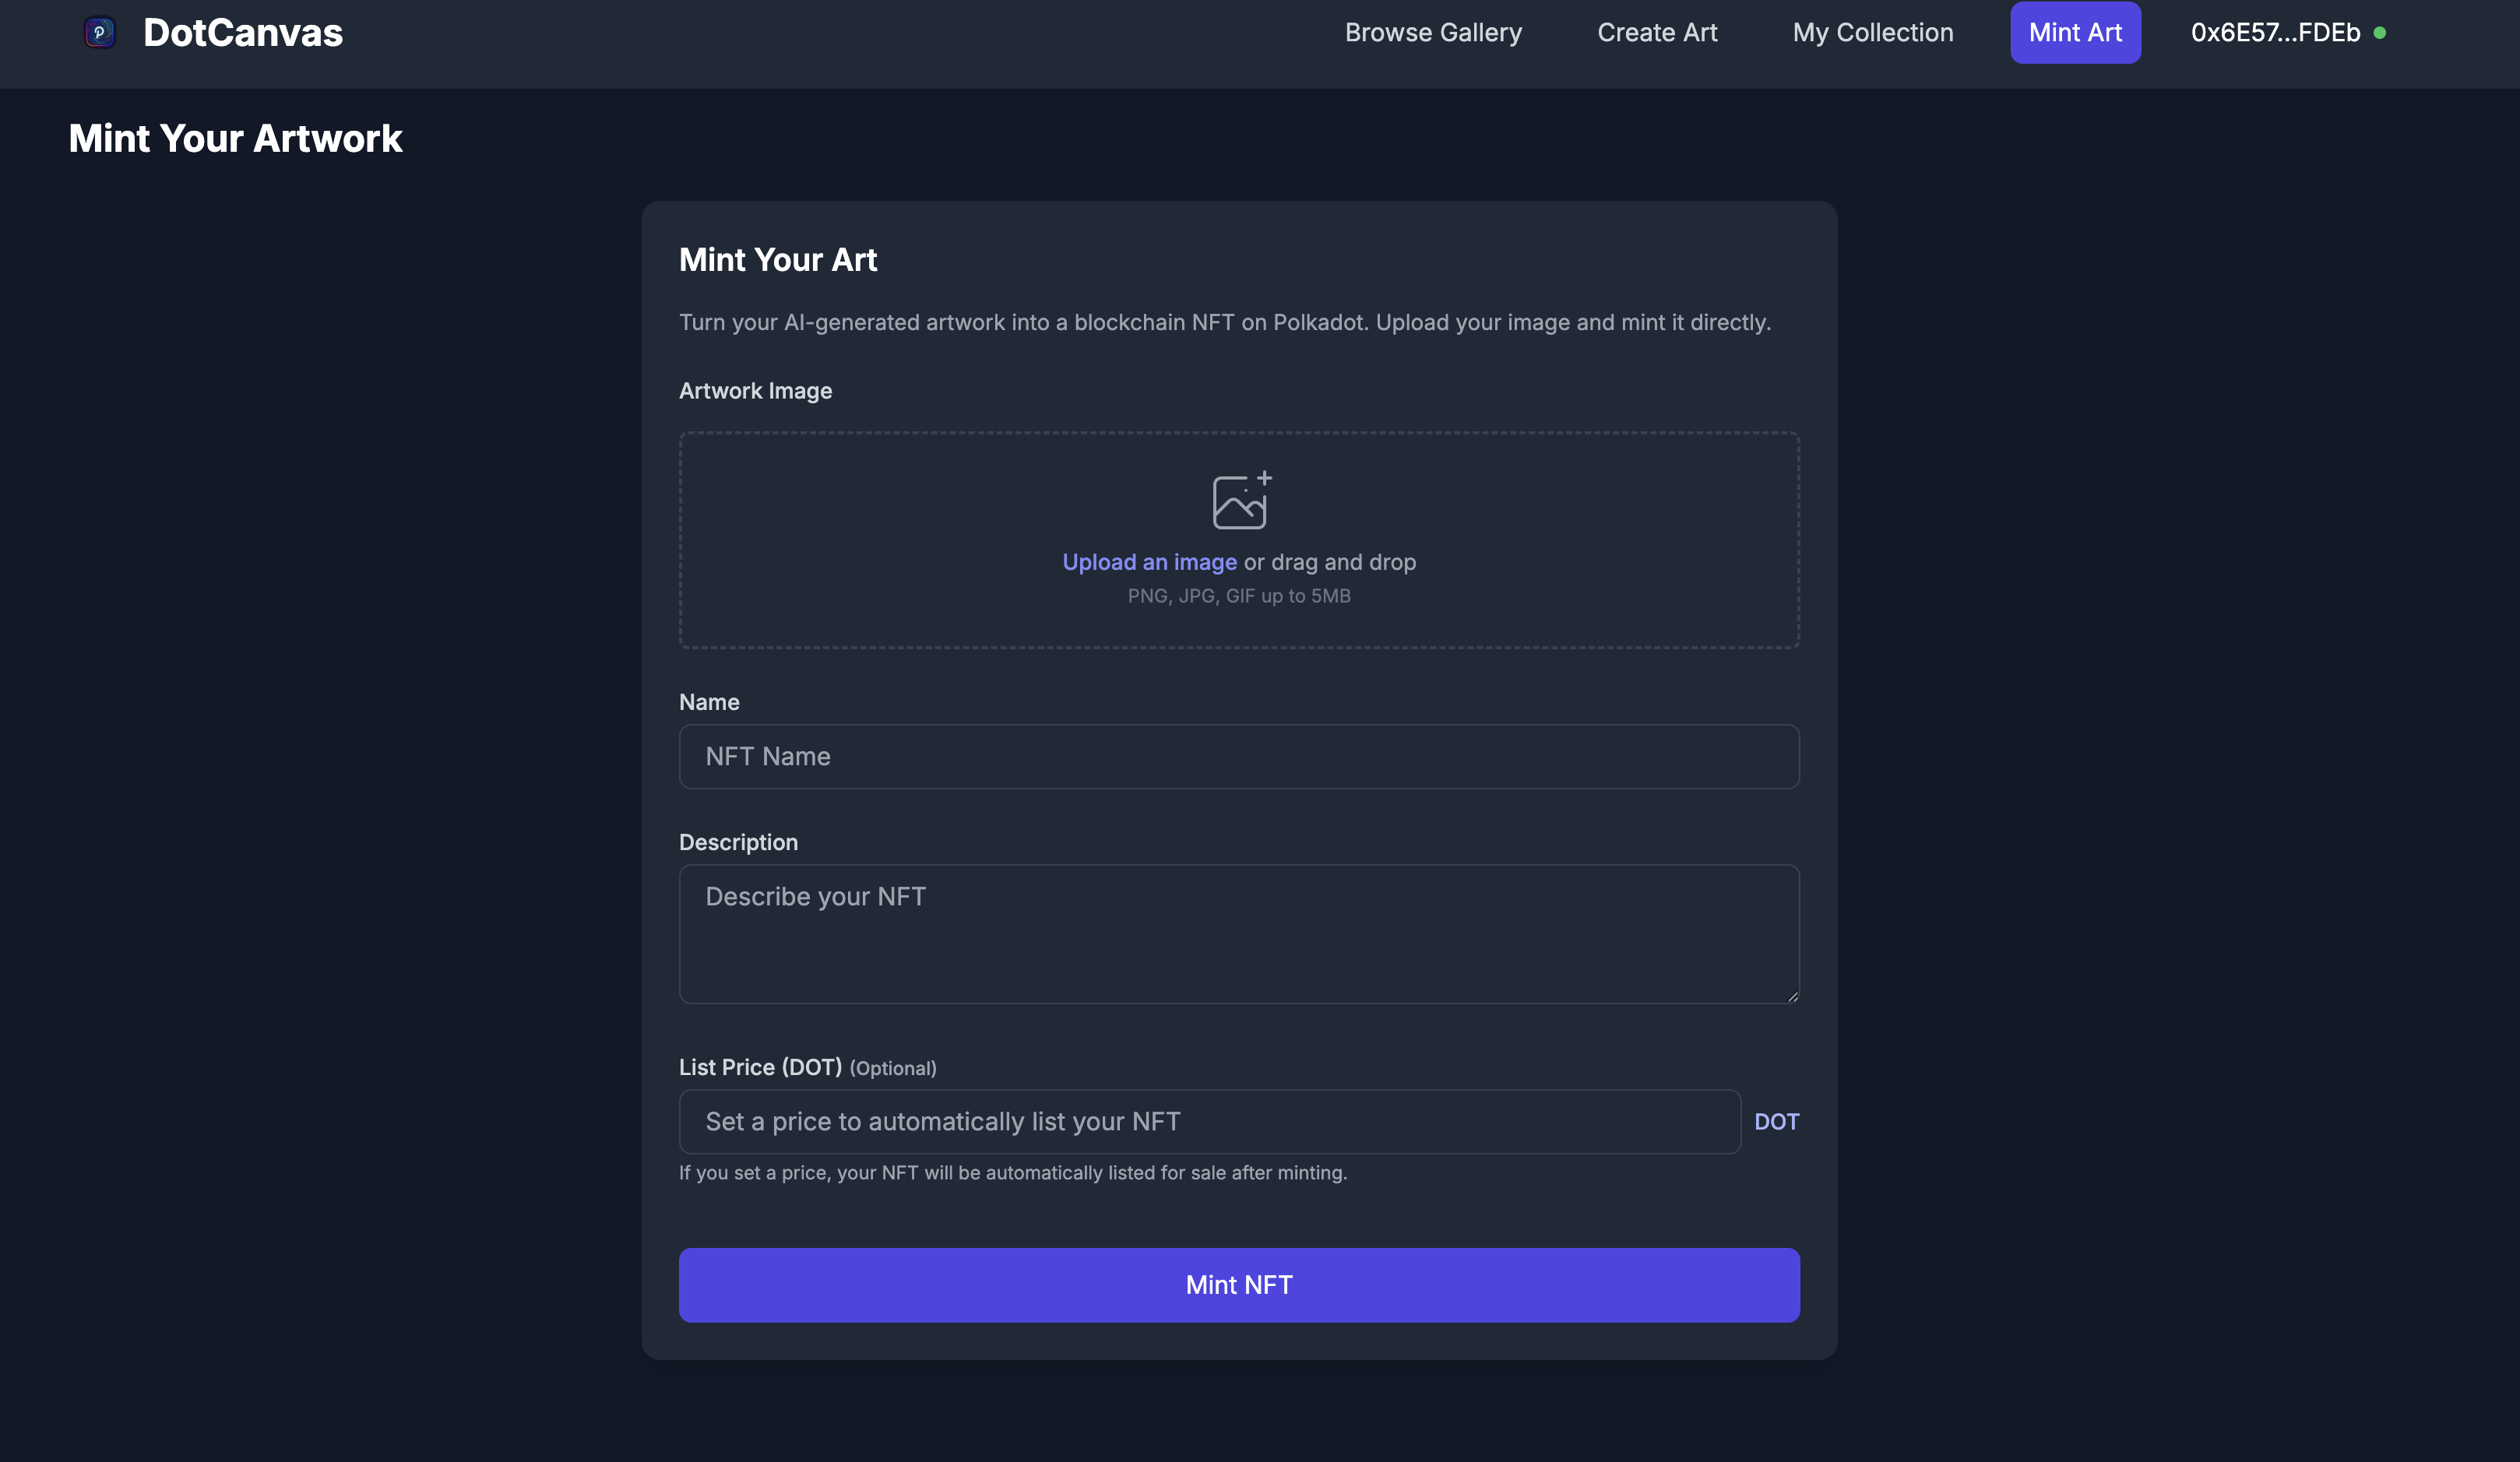 DotCanvas
Browse Gallery
Create Art
My Collection
Mint Art
0x6E57...FDEb
Mint Your Artwork
Mint Your Art
Turn your AI-generated artwork into a blockchain NFT on Polkadot. Upload your image and mint it directly.
Artwork Image
Upload an image or drag and drop
PNG, JPG, GIF up to 5MB
Name
NFT Name
Description
Describe your NFT
List Price (DOT) (Optional)
Set a price to automatically list your NFT
DOT
If you set a price, your NFT will be automatically listed for sale after minting.
Mint NFT